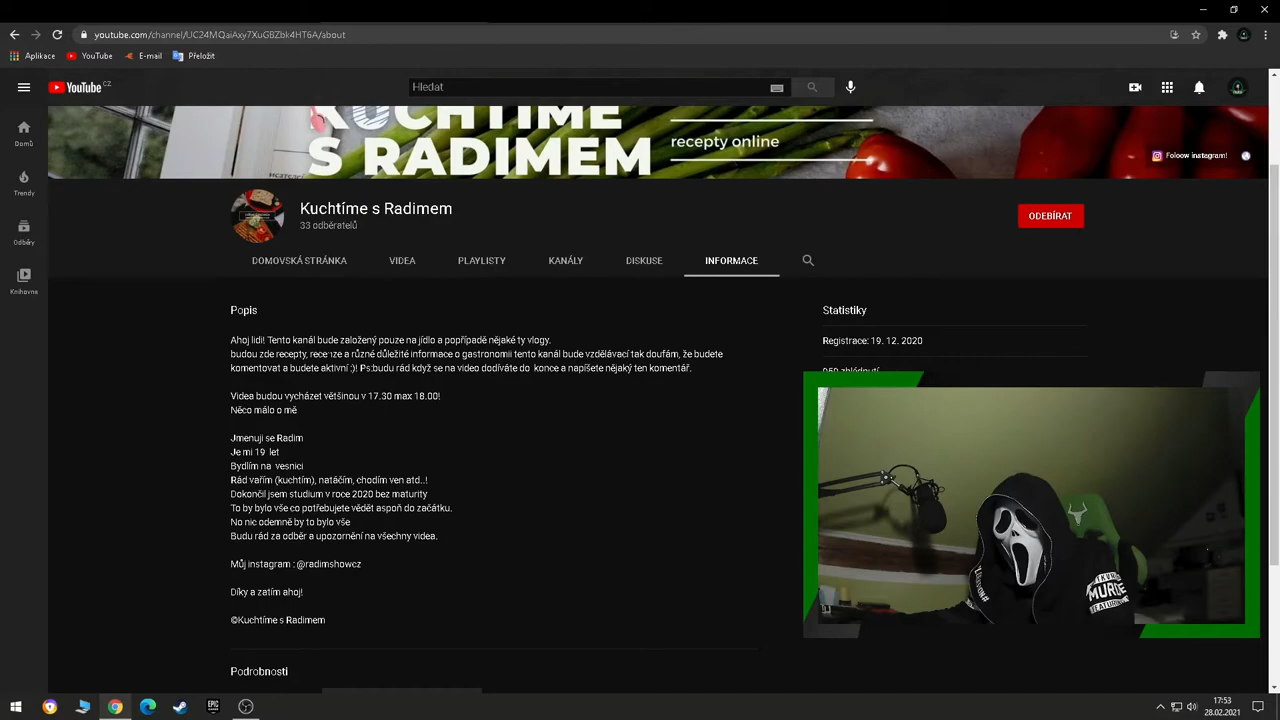 youtube.com/channel/UC24MQaiAxy7XuGBZbk4HT6A/about
Aplikace YouTube E-mail Přeložit
YouTube CZ
Hledat
KUCHTÍME
S RADIMEM
recepty online
Foloow instagram!
Domů
Trendy
Odběry
Knihovna
Kuchtíme s Radimem
33 odběratelů
ODEBÍRAT
DOMOVSKÁ STRÁNKA VIDEA PLAYLISTY KANÁLY DISKUSE INFORMACE
Popis
Ahoj lidi! Tento kanál bude založený pouze na jídlo a popřípadě nějaké ty vlogy.
budou zde recepty, recenze a různé důležité informace o gastronomii tento kanál bude vzdělávací tak doufám, že budete
komentovat a budete aktivní ;)! Ps:budu rád když se na video dodíváte do konce a napíšete nějaký ten komentář.
Videa budou vycházet většinou v 17.30 max 18.00!
Něco málo o mě
Jmenuji se Radim
Je mi 19 let
Bydlím na vesnici
Rád vařím (kuchtím), natáčím, chodím ven atd..!
Dokončil jsem studium v roce 2020 bez maturity
To by bylo vše co potřebujete vědět aspoň do začátku.
No nic odemně by to bylo vše
Budu rád za odběr a upozornění na všechny videa.
Můj instagram : @radimshowcz
Díky a zatím ahoj!
©Kuchtíme s Radimem
Podrobnosti
Statistiky
Registrace: 19. 12. 2020
zhlédnutí
MURDE
EPIC
17:53
28.02.2021